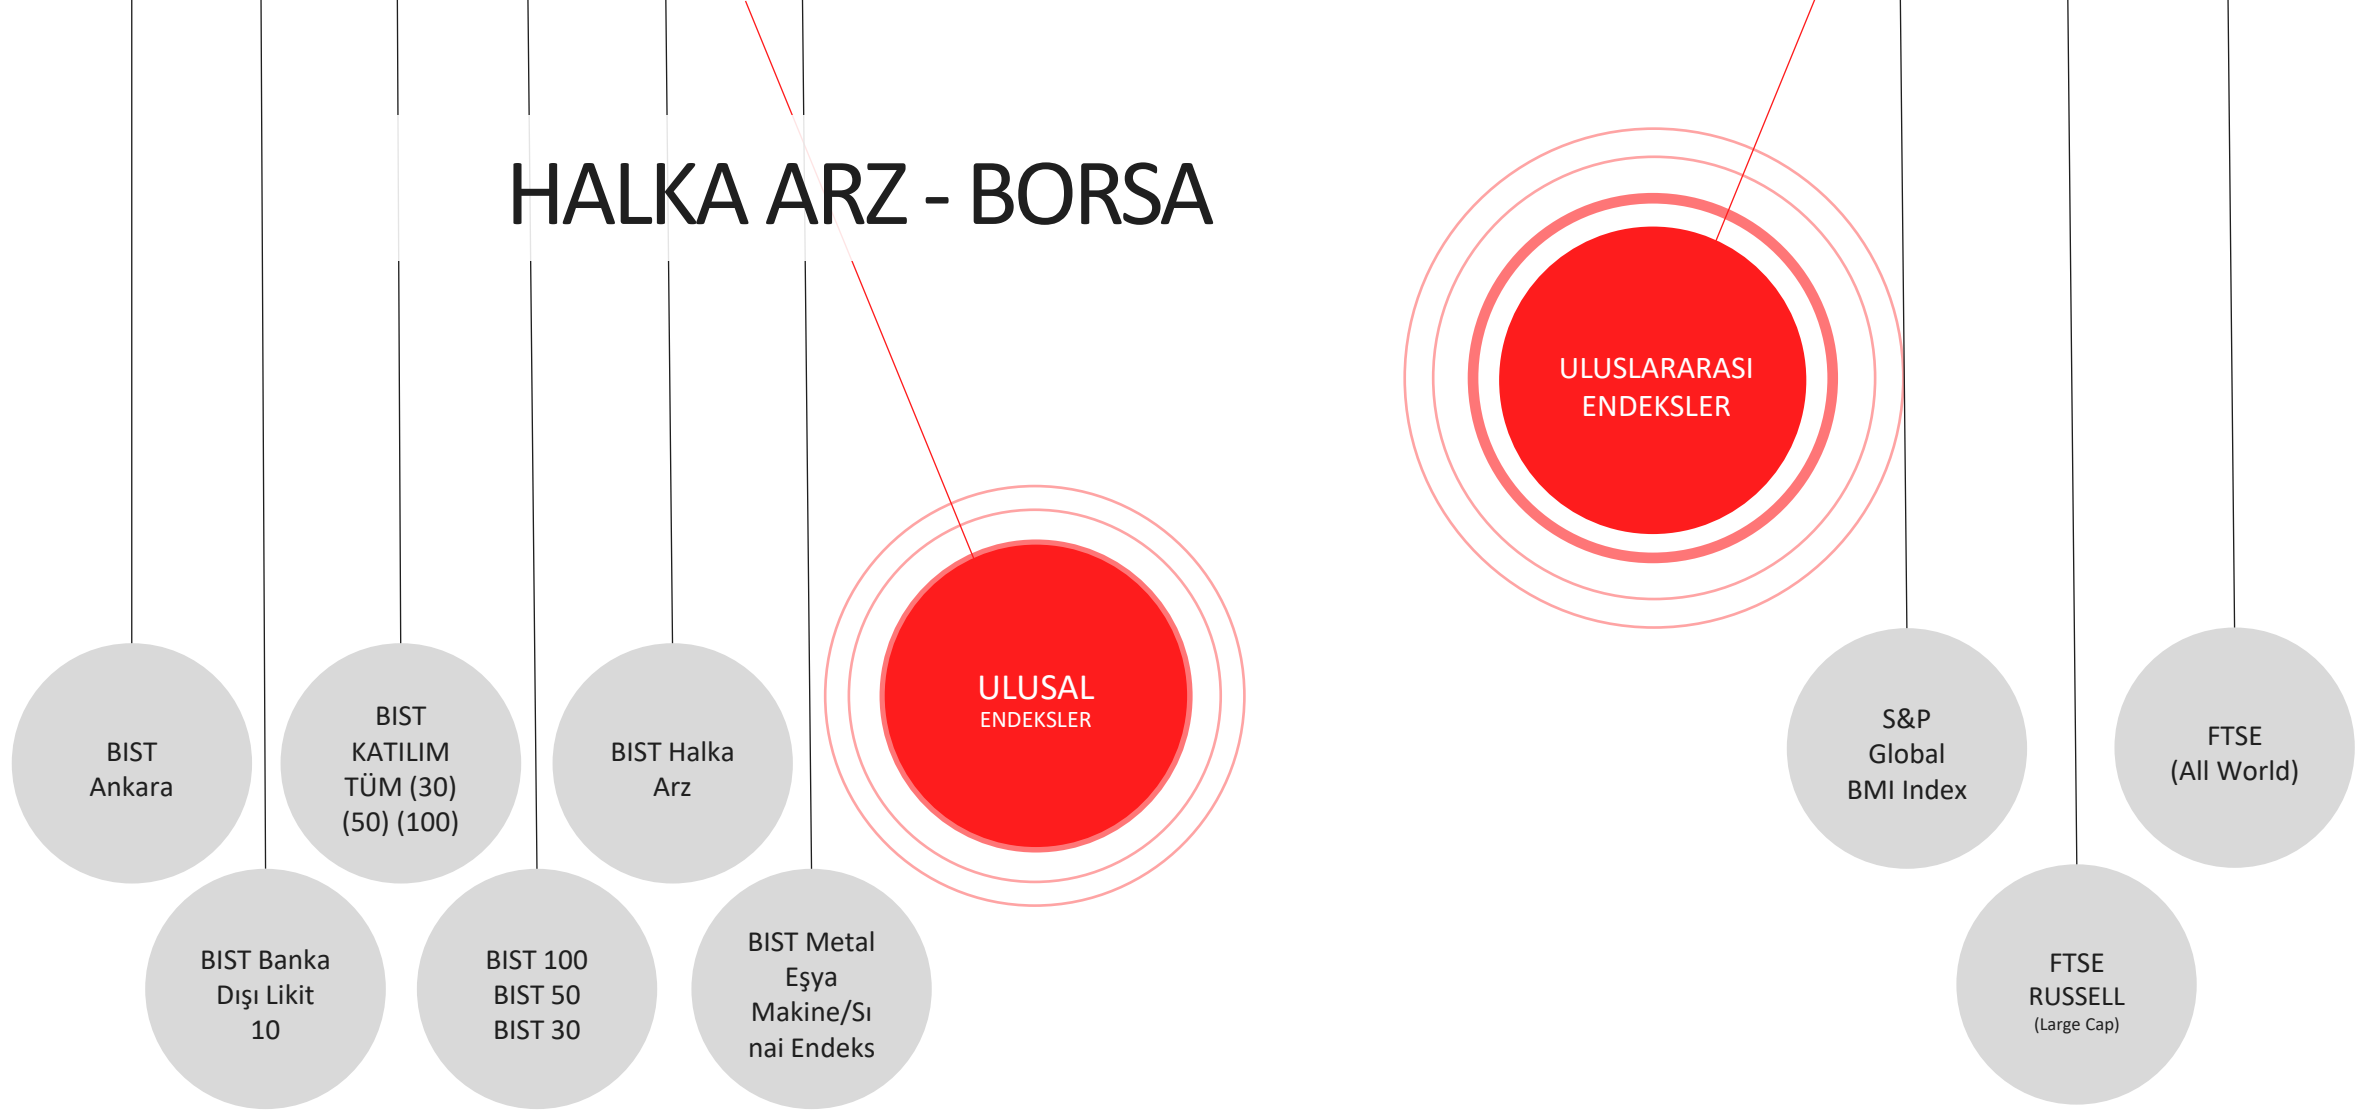 HALKA ARZ - BORSA
ULUSLARARASI
ENDEKSLER
ULUSAL
ENDEKSLER
BIST
Ankara
BIST
KATILIM
TÜM (30)
(50) (100)
BIST Halka
Arz
BIST Banka
Dışı Likit
10
BIST 100
BIST 50
BIST 30
BIST Metal
Eşya
Makine/Sı
nai Endeks
S&P
Global
BMI Index
FTSE
(All World)
FTSE
RUSSELL
(Large Cap)